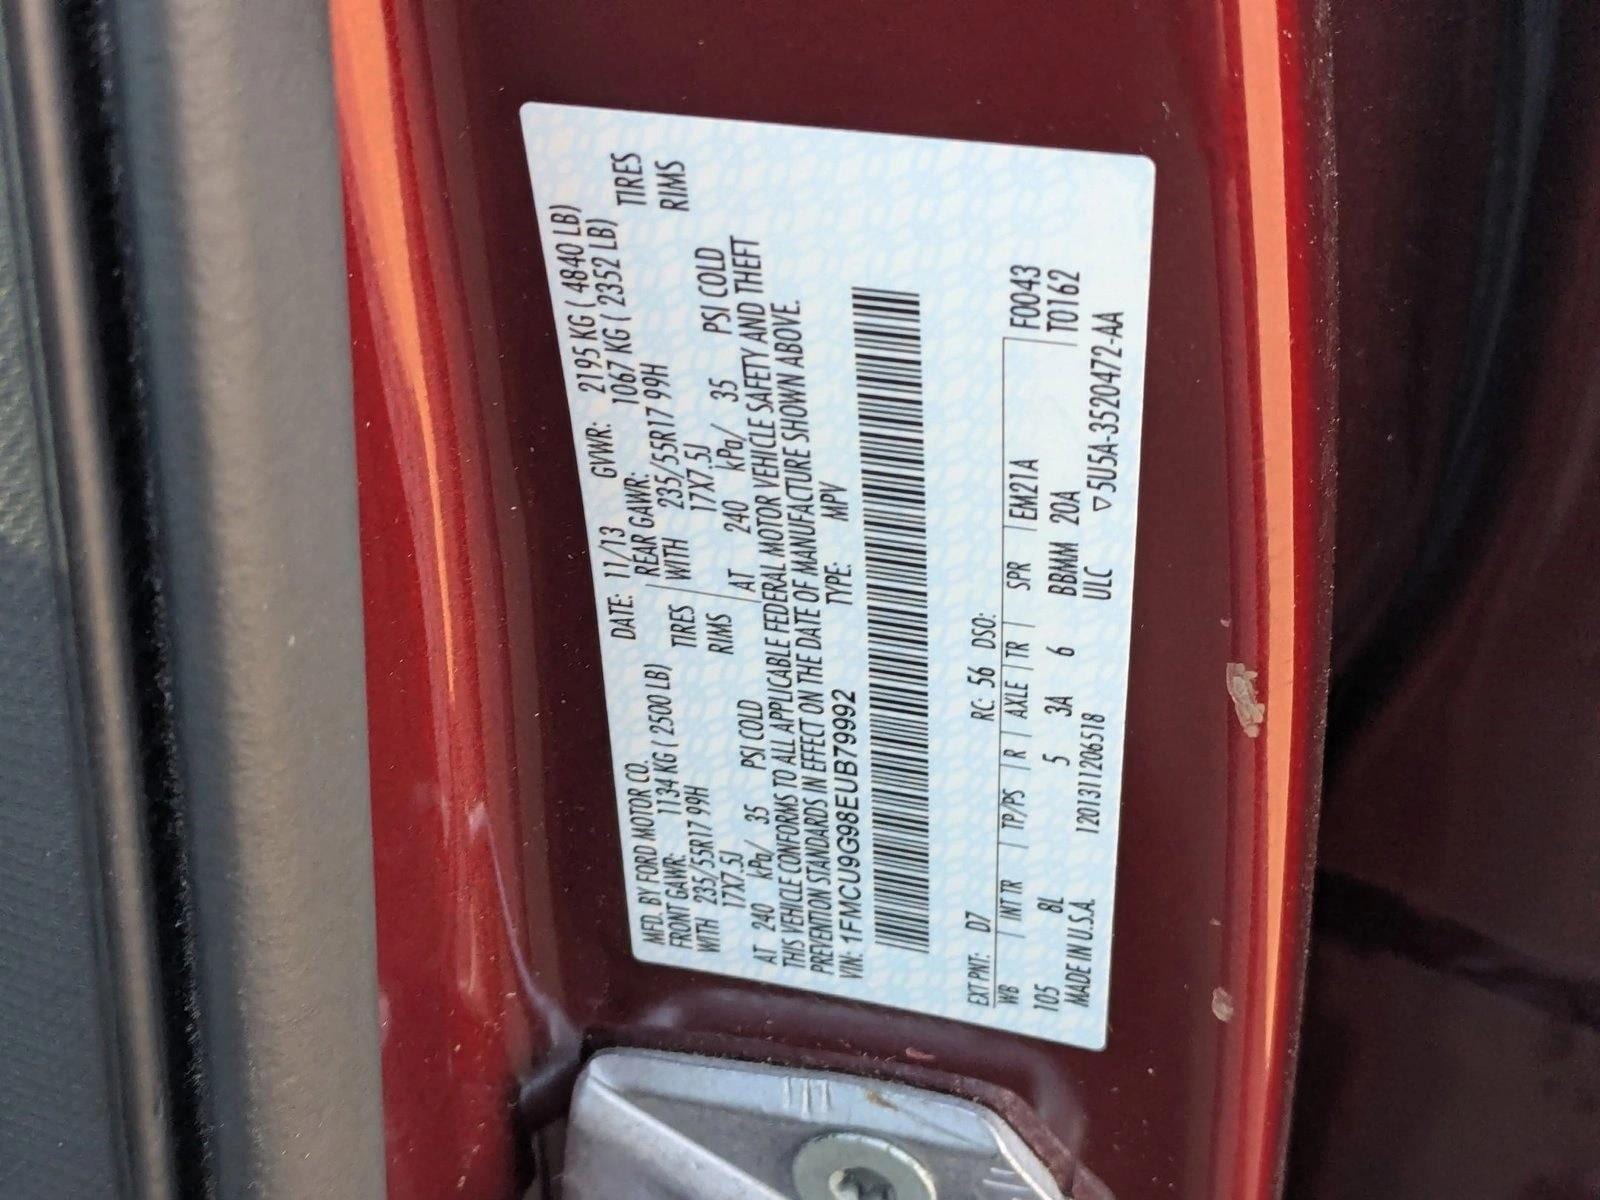 MFD. BY FORD MOTOR CO. DATE: 11/13 GVWR: 2195 KG ( 4840 LB)
FRONT GAWR: 1134 KG ( 2500 LB) REAR GAWR: 1067 KG ( 2352 LB)
WITH 235/55R17 99H TIRES WITH 235/55R17 99H TIRES
17X7.5J RIMS 17X7.5J RIMS
AT 240 kPa/ 35 PSI COLD AT 240 kPa/ 35 PSI COLD
THIS VEHICLE CONFORMS TO ALL APPLICABLE FEDERAL MOTOR VEHICLE SAFETY AND THEFT
PREVENTION STANDARDS IN EFFECT ON THE DATE OF MANUFACTURE SHOWN ABOVE.
VIN: 1FMCU9G98EUB79992 TYPE: MPV
EXT PNT: D7 RC: 56 DSO: F0043
WB | INT TR | TP/PS | R | AXLE | TR | SPR | EM21A T0162
105 8L 5 3A 6 BBMM 20A
MADE IN U.S.A. 1201311206518 ULC ▽5U5A-3520472-AA